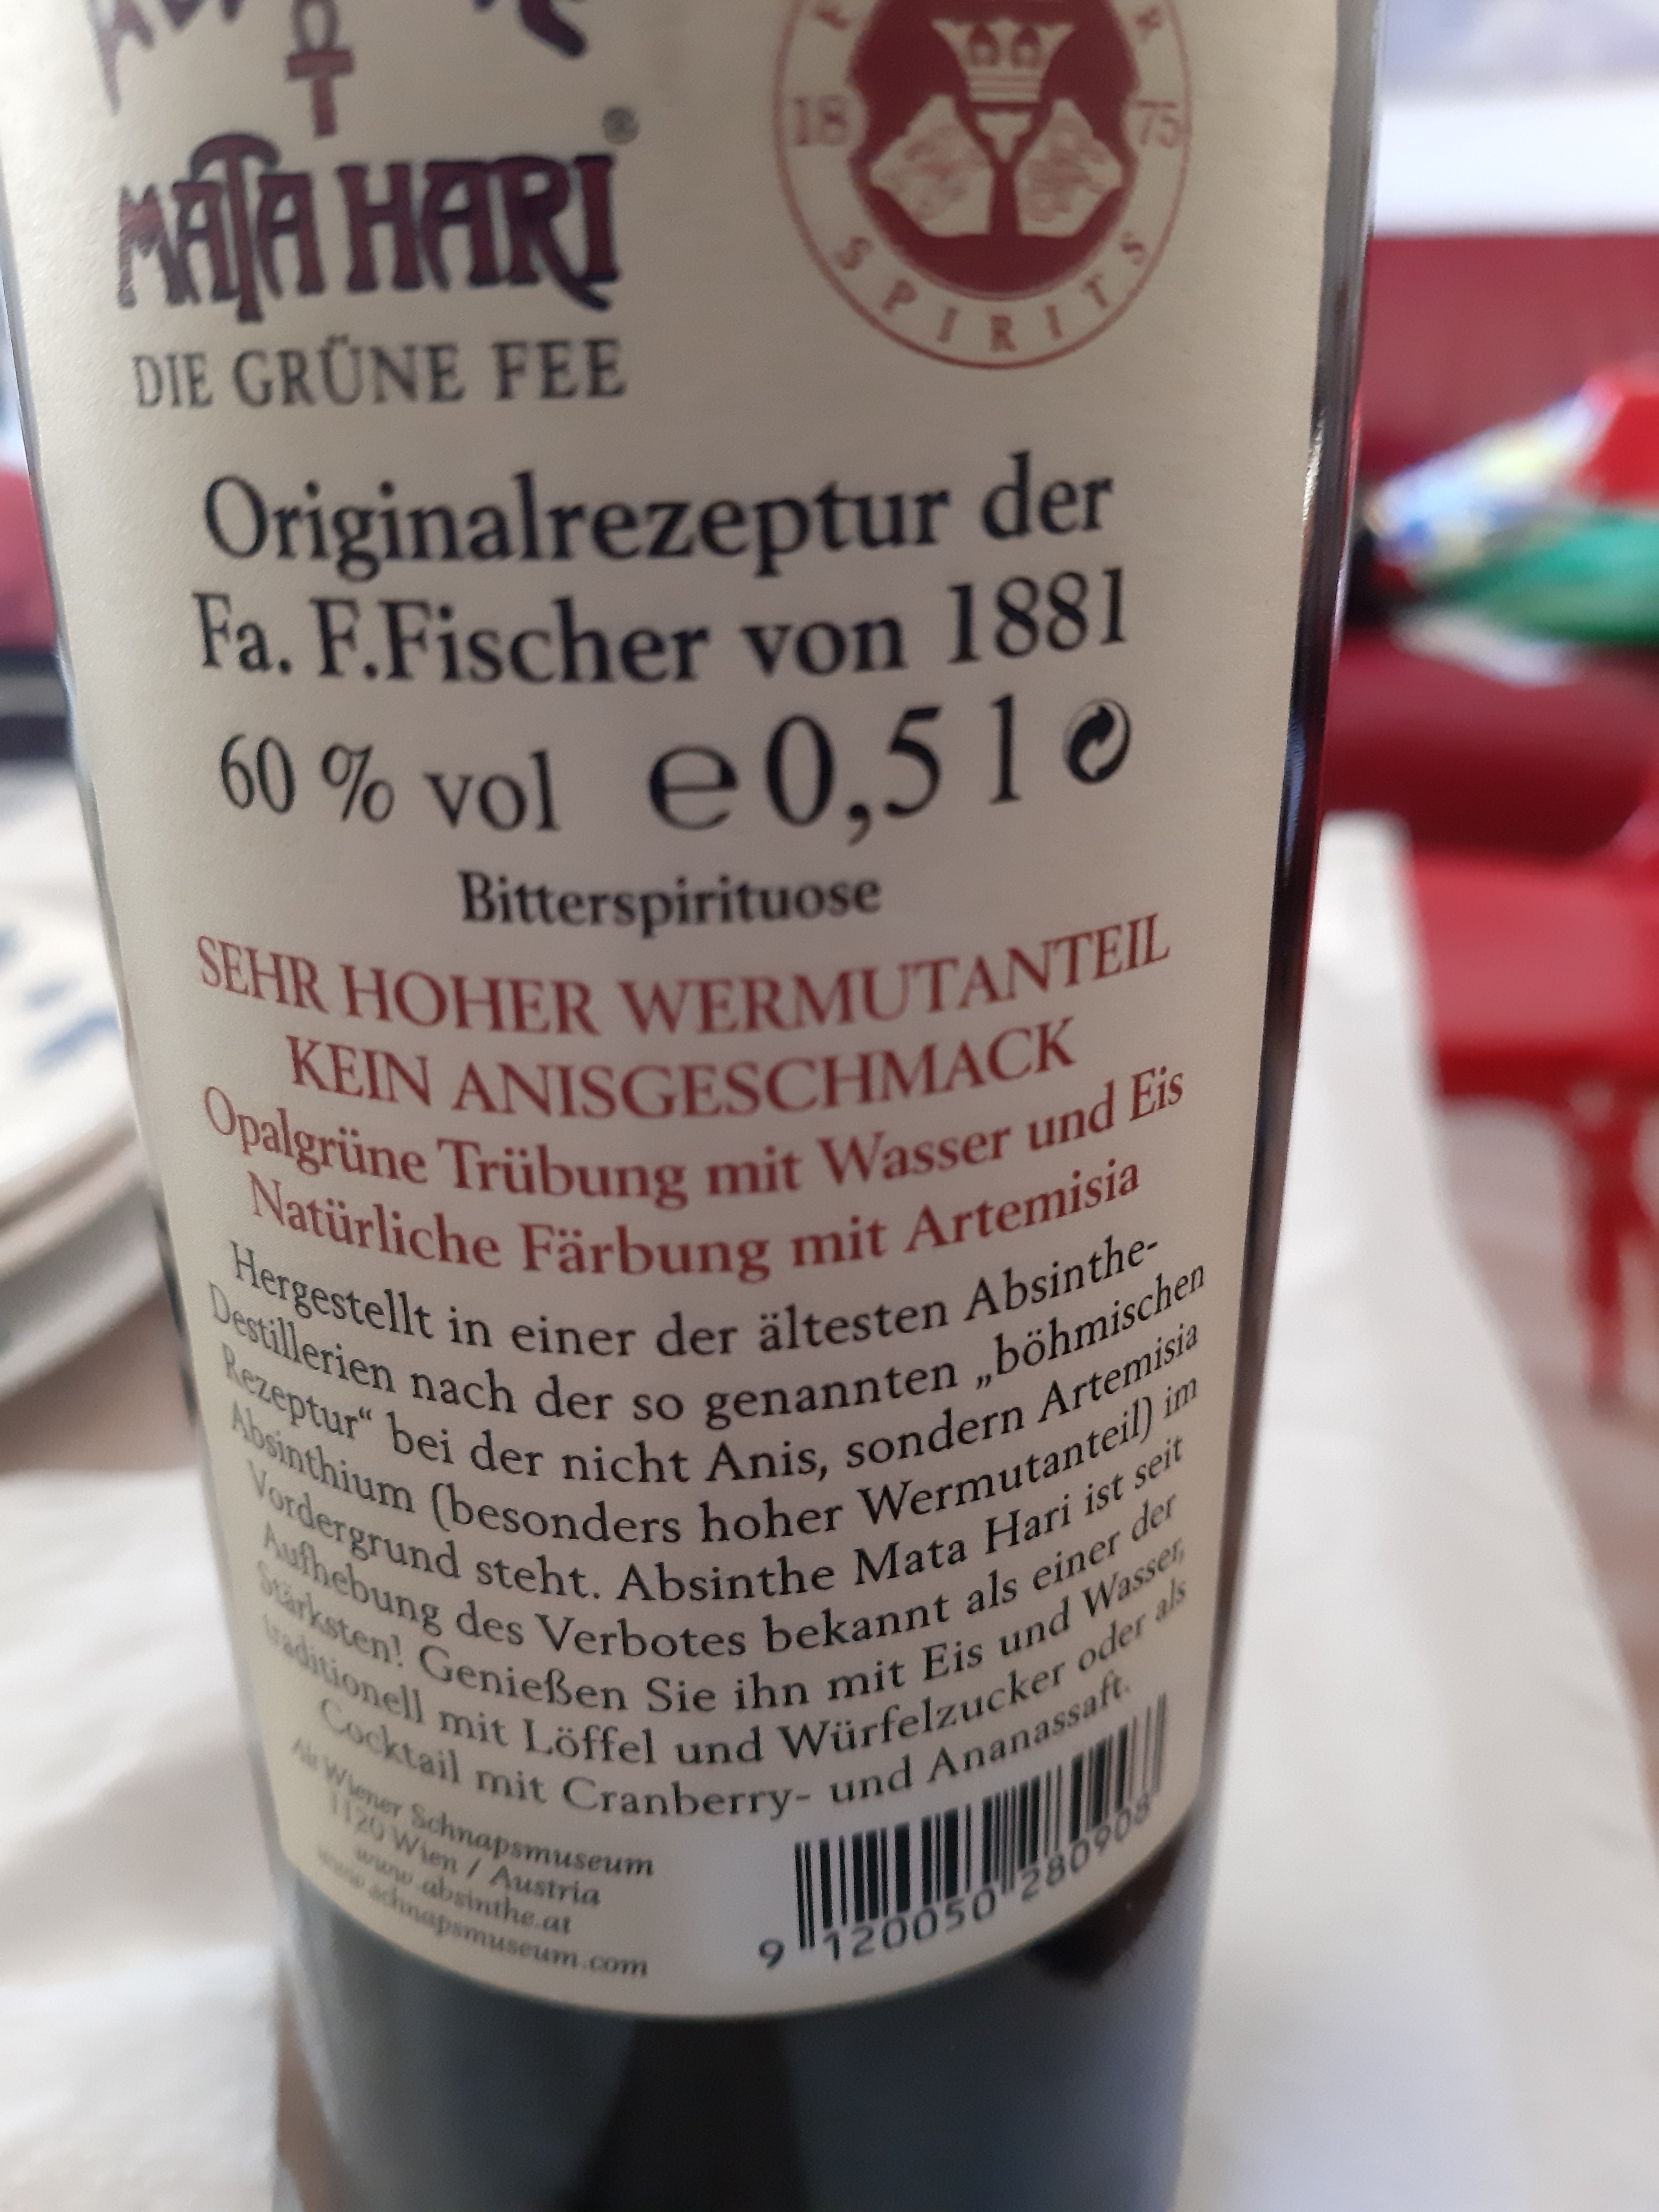 MATA HARI®
DIE GRÜNE FEE
18 75
SPIRITS
Originalrezeptur der
Fa. F.Fischer von 1881
60 % vol e 0,5 l
Bitterspirituose
SEHR HOHER WERMUTANTEIL
KEIN ANISGESCHMACK
Opalgrüne Trübung mit Wasser und Eis
Natürliche Färbung mit Artemisia
Hergestellt in einer der ältesten Absinthe-
Destillerien nach der so genannten „böhmischen
Rezeptur“ bei der nicht Anis, sondern Artemisia
Absinthium (besonders hoher Wermutanteil) im
Vordergrund steht. Absinthe Mata Hari ist seit
Aufhebung des Verbotes bekannt als einer der
Stärksten! Genießen Sie ihn mit Eis und Wasser,
traditionell mit Löffel und Würfelzucker oder als
Cocktail mit Cranberry- und Ananassaft.
Alt Wiener Schnapsmuseum
1120 Wien / Austria
www.absinthe.at
www.schnapsmuseum.com
9 120050 280908